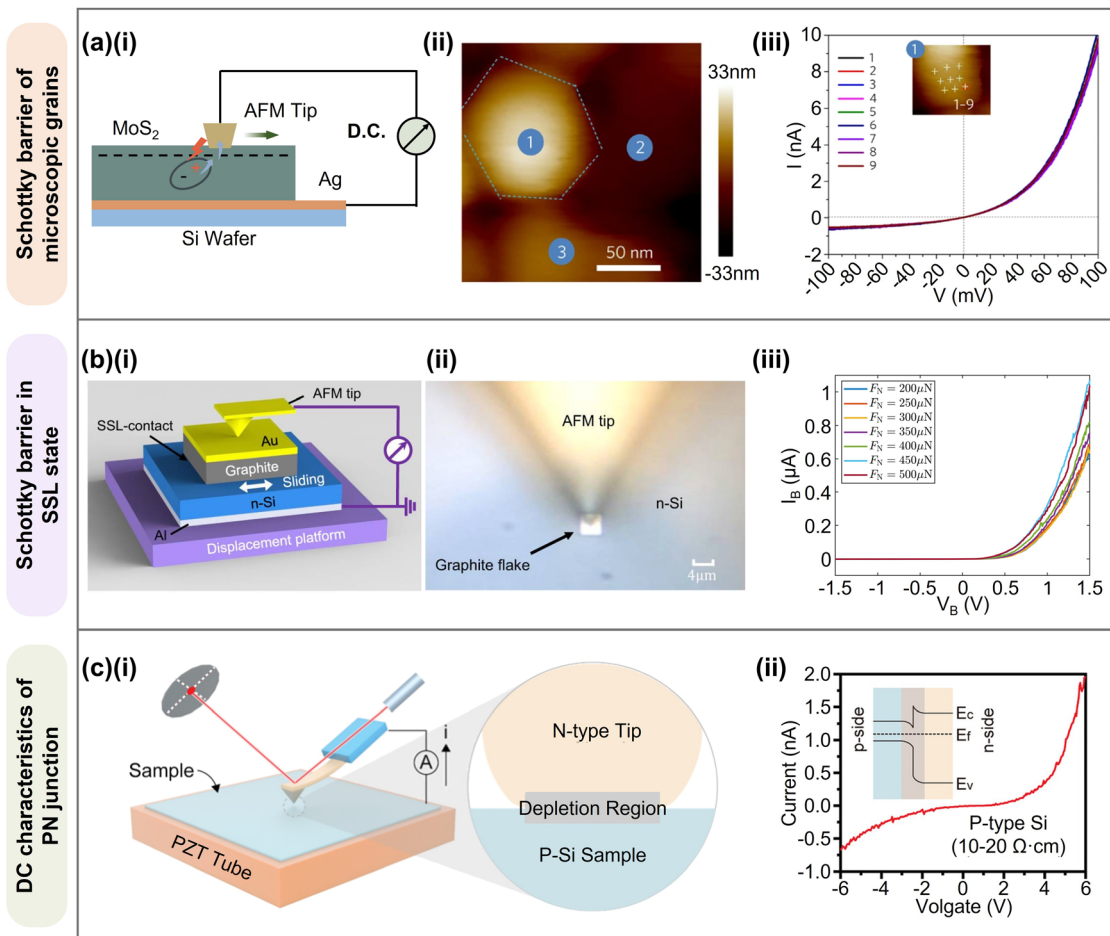 Schottky barrier of
microscopic grains
(a)(i)
AFM Tip
MoS2
D.C.
-
Ag
Si Wafer
(ii)
1
2
3
50 nm
33nm
-33nm
(iii)
10
8
6
4
2
0
-2
I (nA)
1
2
3
4
5
6
7
8
9
1
1-9
-100
-80
-60
-40
-20
0
20
40
60
80
100
V (mV)
Schottky barrier in
SSL state
(b)(i)
AFM tip
SSL-contact
Au
Graphite
Sliding
n-Si
Al
Displacement platform
(ii)
AFM tip
n-Si
Graphite flake
4μm
(iii)
FN = 200μN
FN = 250μN
FN = 300μN
FN = 350μN
FN = 400μN
FN = 450μN
FN = 500μN
1
0.8
0.6
0.4
0.2
0
IB (μA)
-1.5 -1 -0.5 0 0.5 1 1.5
VB (V)
DC characteristics of
PN junction
(c)(i)
i
A
Sample
PZT Tube
N-type Tip
Depletion Region
P-Si Sample
(ii)
2.0
1.5
1.0
0.5
0.0
-0.5
-1.0
Current (nA)
p-side
n-side
Ec
Ef
Ev
P-type Si
(10-20 Ω·cm)
-6 -4 -2 0 2 4 6
Volgate (V)